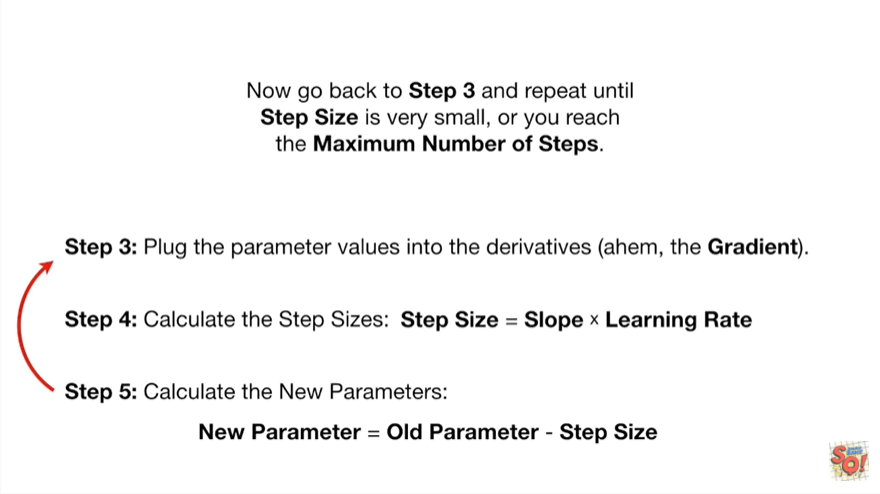 Now go back to Step 3 and repeat until
Step Size is very small, or you reach
the Maximum Number of Steps.
Step 3: Plug the parameter values into the derivatives (ahem, the Gradient).
Step 4: Calculate the Step Sizes: Step Size = Slope × Learning Rate
Step 5: Calculate the New Parameters:
New Parameter = Old Parameter - Step Size
SQ!